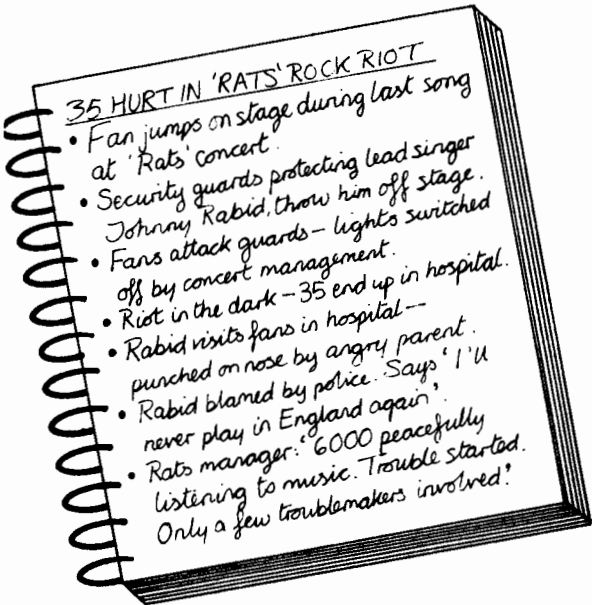 35 HURT IN 'RATS' ROCK RIOT
• Fan jumps on stage during last song
at 'Rats' concert.
• Security guards protecting lead singer
Johnny Rabid, throw him off stage.
• Fans attack guards – lights switched
off by concert management.
• Riot in the dark – 35 end up in hospital.
• Rabid visits fans in hospital --
punched on nose by angry parent.
• Rabid blamed by police. Says 'I'll
never play in England again'.
• Rats manager: '6000 peacefully
listening to music. Trouble started.
Only a few troublemakers involved.'